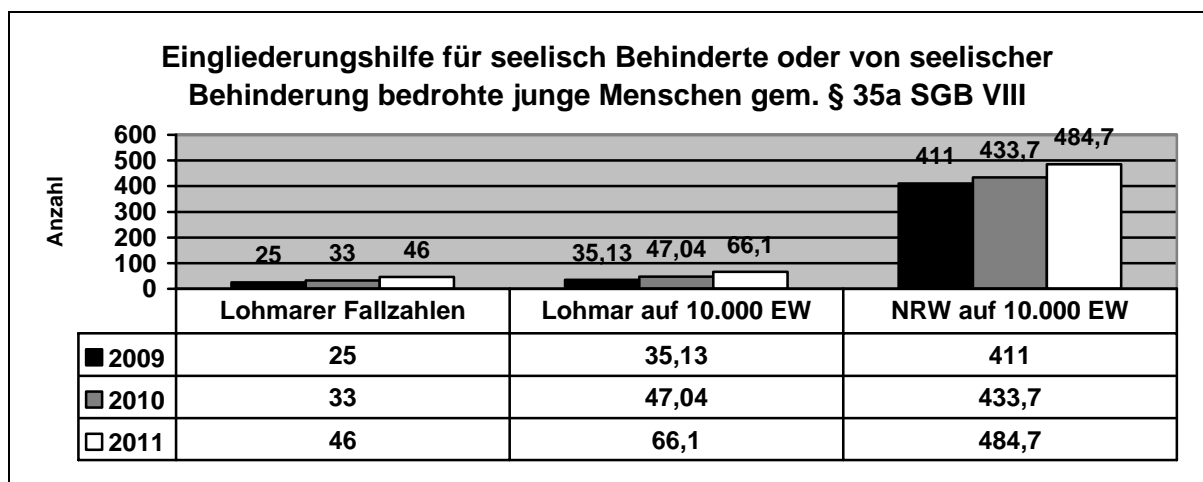 Eingliederungshilfe für seelisch Behinderte oder von seelischer
Behinderung bedrohte junge Menschen gem. § 35a SGB VIII
Anzahl
600
500
400
300
200
100
0
25 33 46 35,13 47,04 66,1 411 433,7 484,7
Lohmarer Fallzahlen Lohmar auf 10.000 EW NRW auf 10.000 EW
2009 25 35,13 411
2010 33 47,04 433,7
2011 46 66,1 484,7